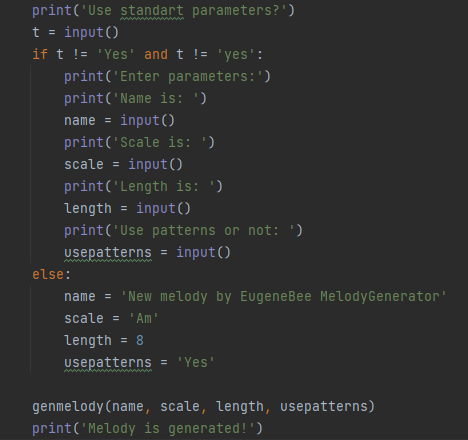 print('Use standart parameters?')
t = input()
if t != 'Yes' and t != 'yes':
    print('Enter parameters:')
    print('Name is: ')
    name = input()
    print('Scale is: ')
    scale = input()
    print('Length is: ')
    length = input()
    print('Use patterns or not: ')
    usepatterns = input()
else:
    name = 'New melody by EugeneBee MelodyGenerator'
    scale = 'Am'
    length = 8
    usepatterns = 'Yes'

genmelody(name, scale, length, usepatterns)
print('Melody is generated!')